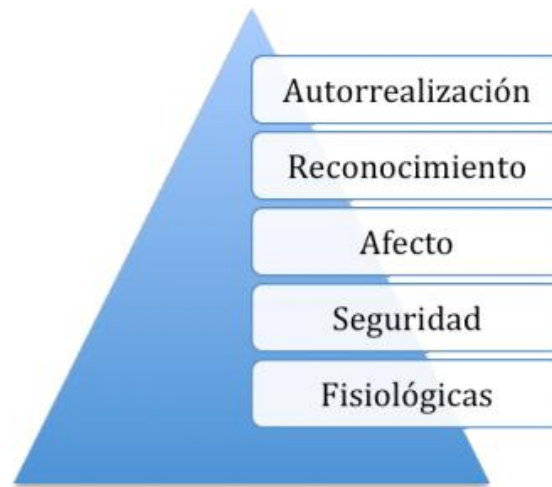 Autorrealización
Reconocimiento
Afecto
Seguridad
Fisiológicas